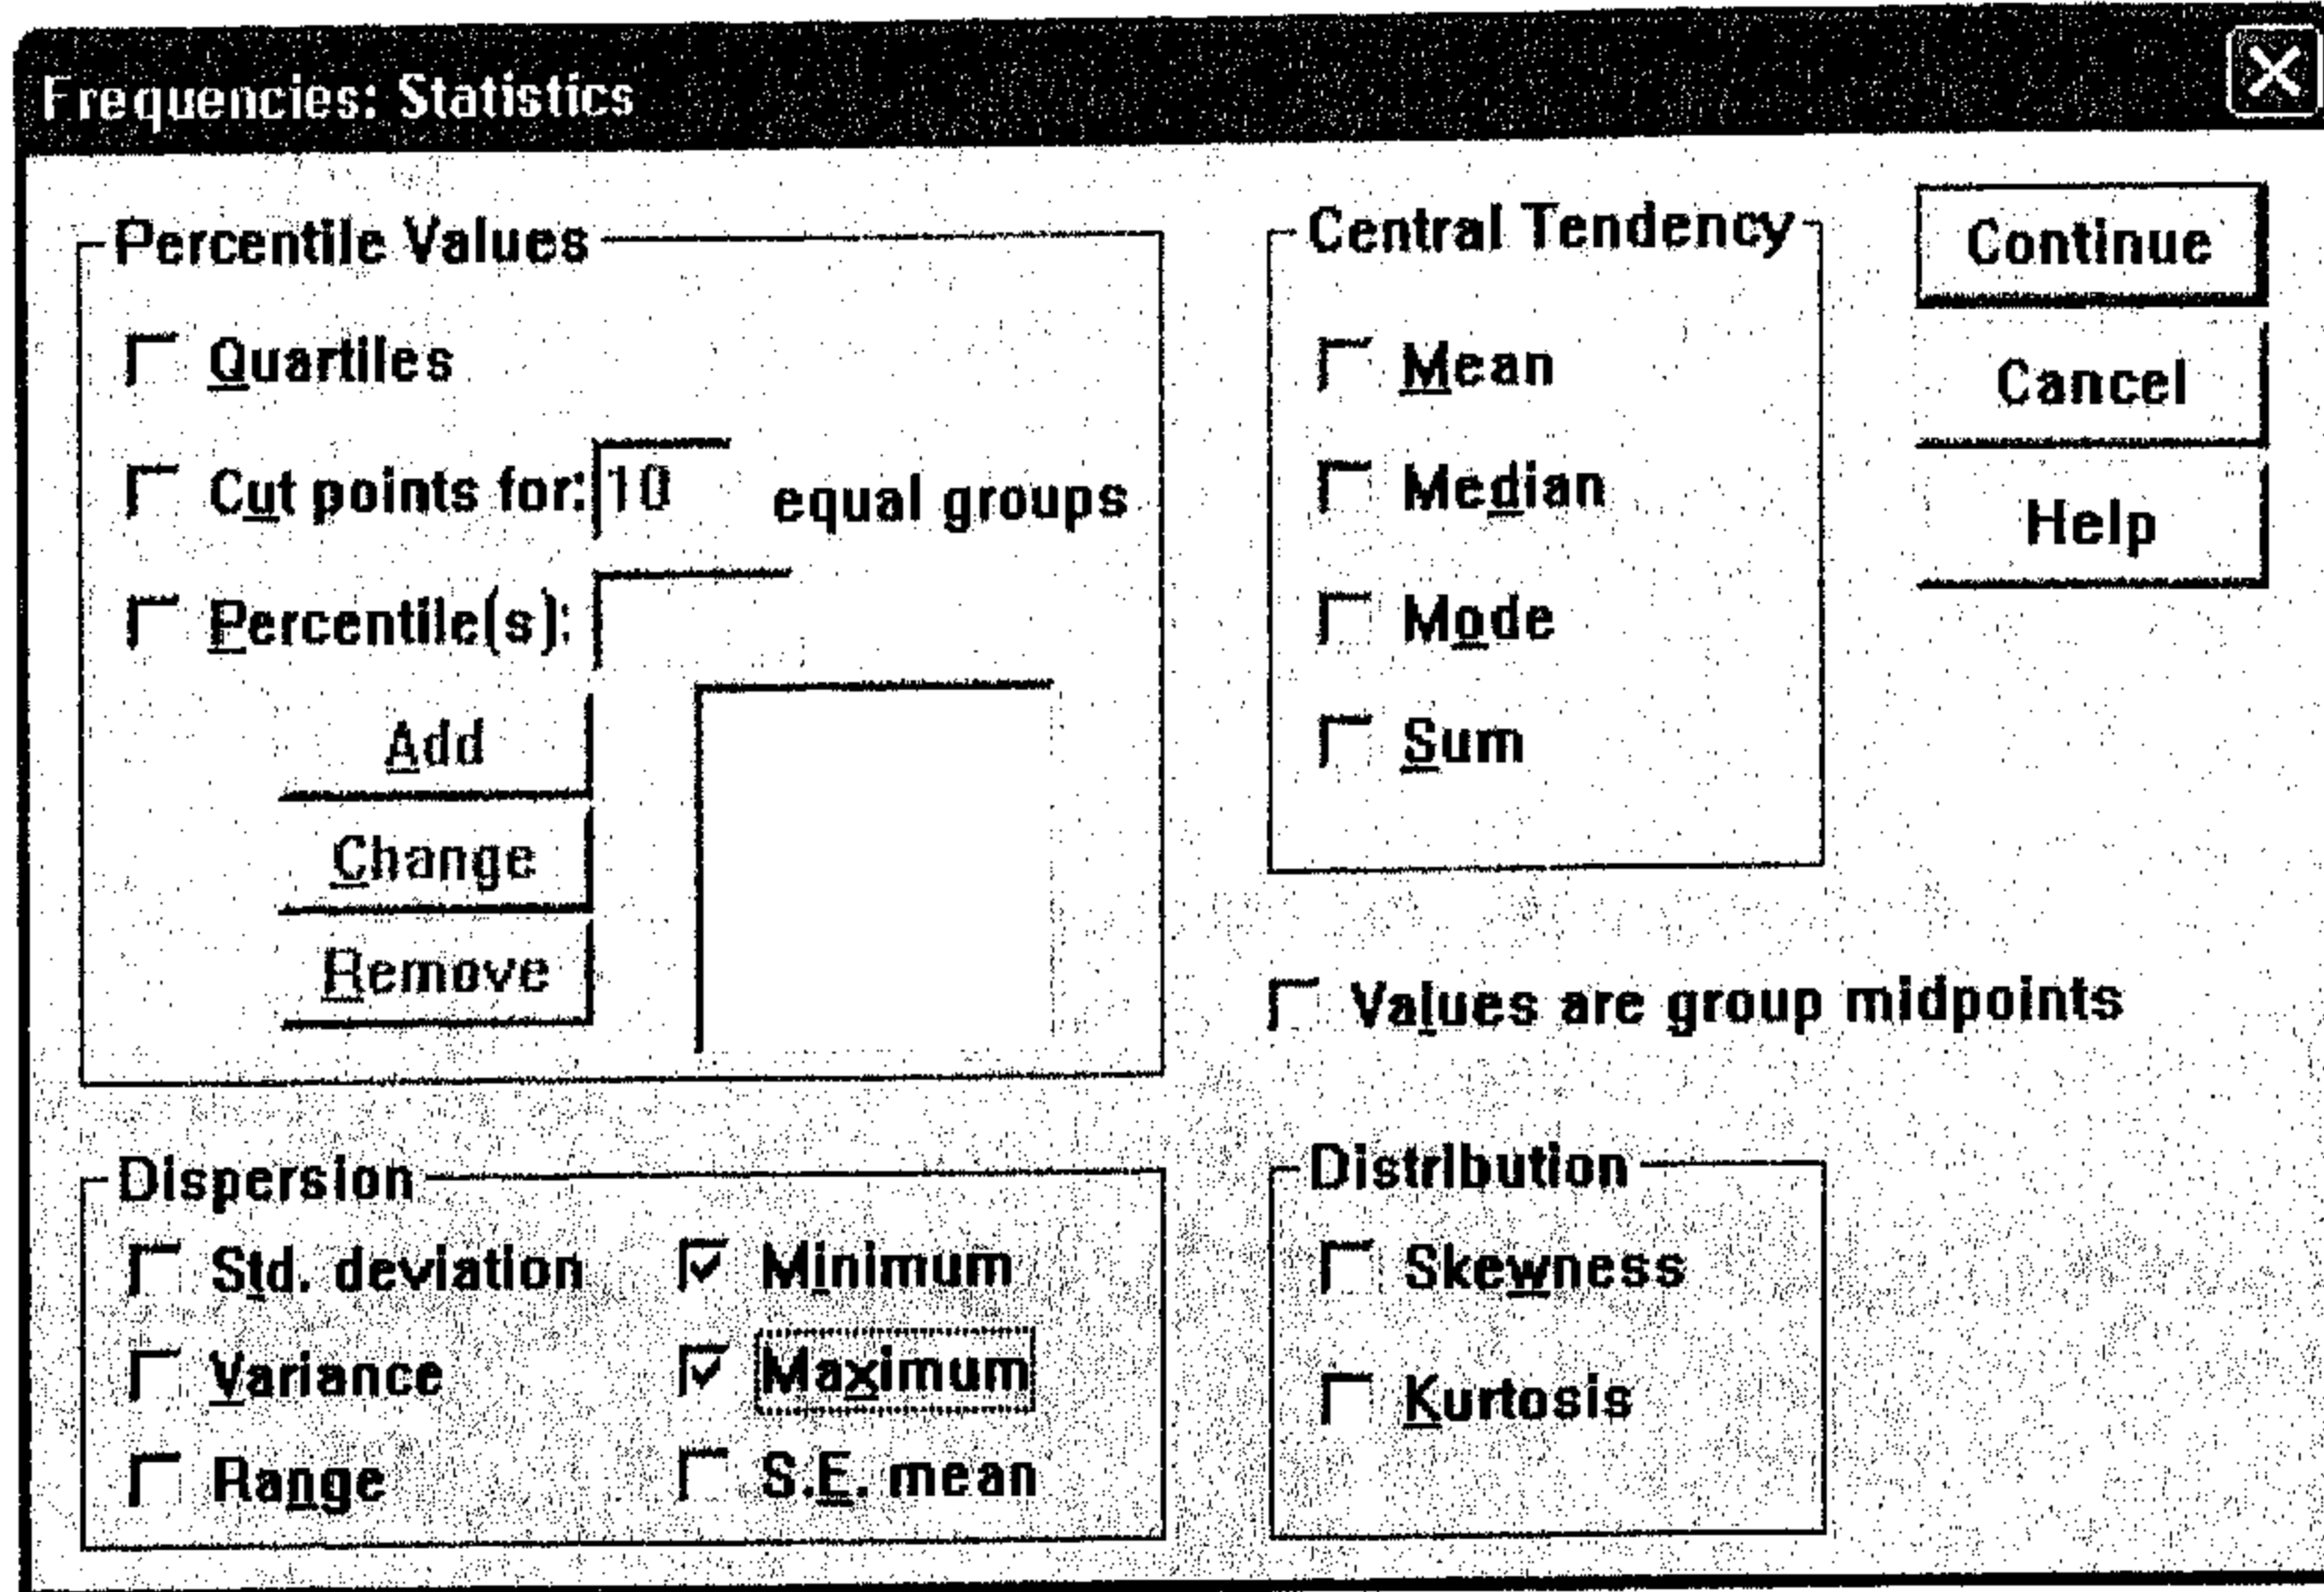 Frequencies: Statistics
Percentile Values
Quartiles
Cut points for: 10 equal groups
Percentile(s):
Add
Change
Remove
Central Tendency
Mean
Median
Mode
Sum
Continue
Cancel
Help
Values are group midpoints
Dispersion
Std. deviation
Minimum
Variance
Maximum
Range
S.E. mean
Distribution
Skewness
Kurtosis